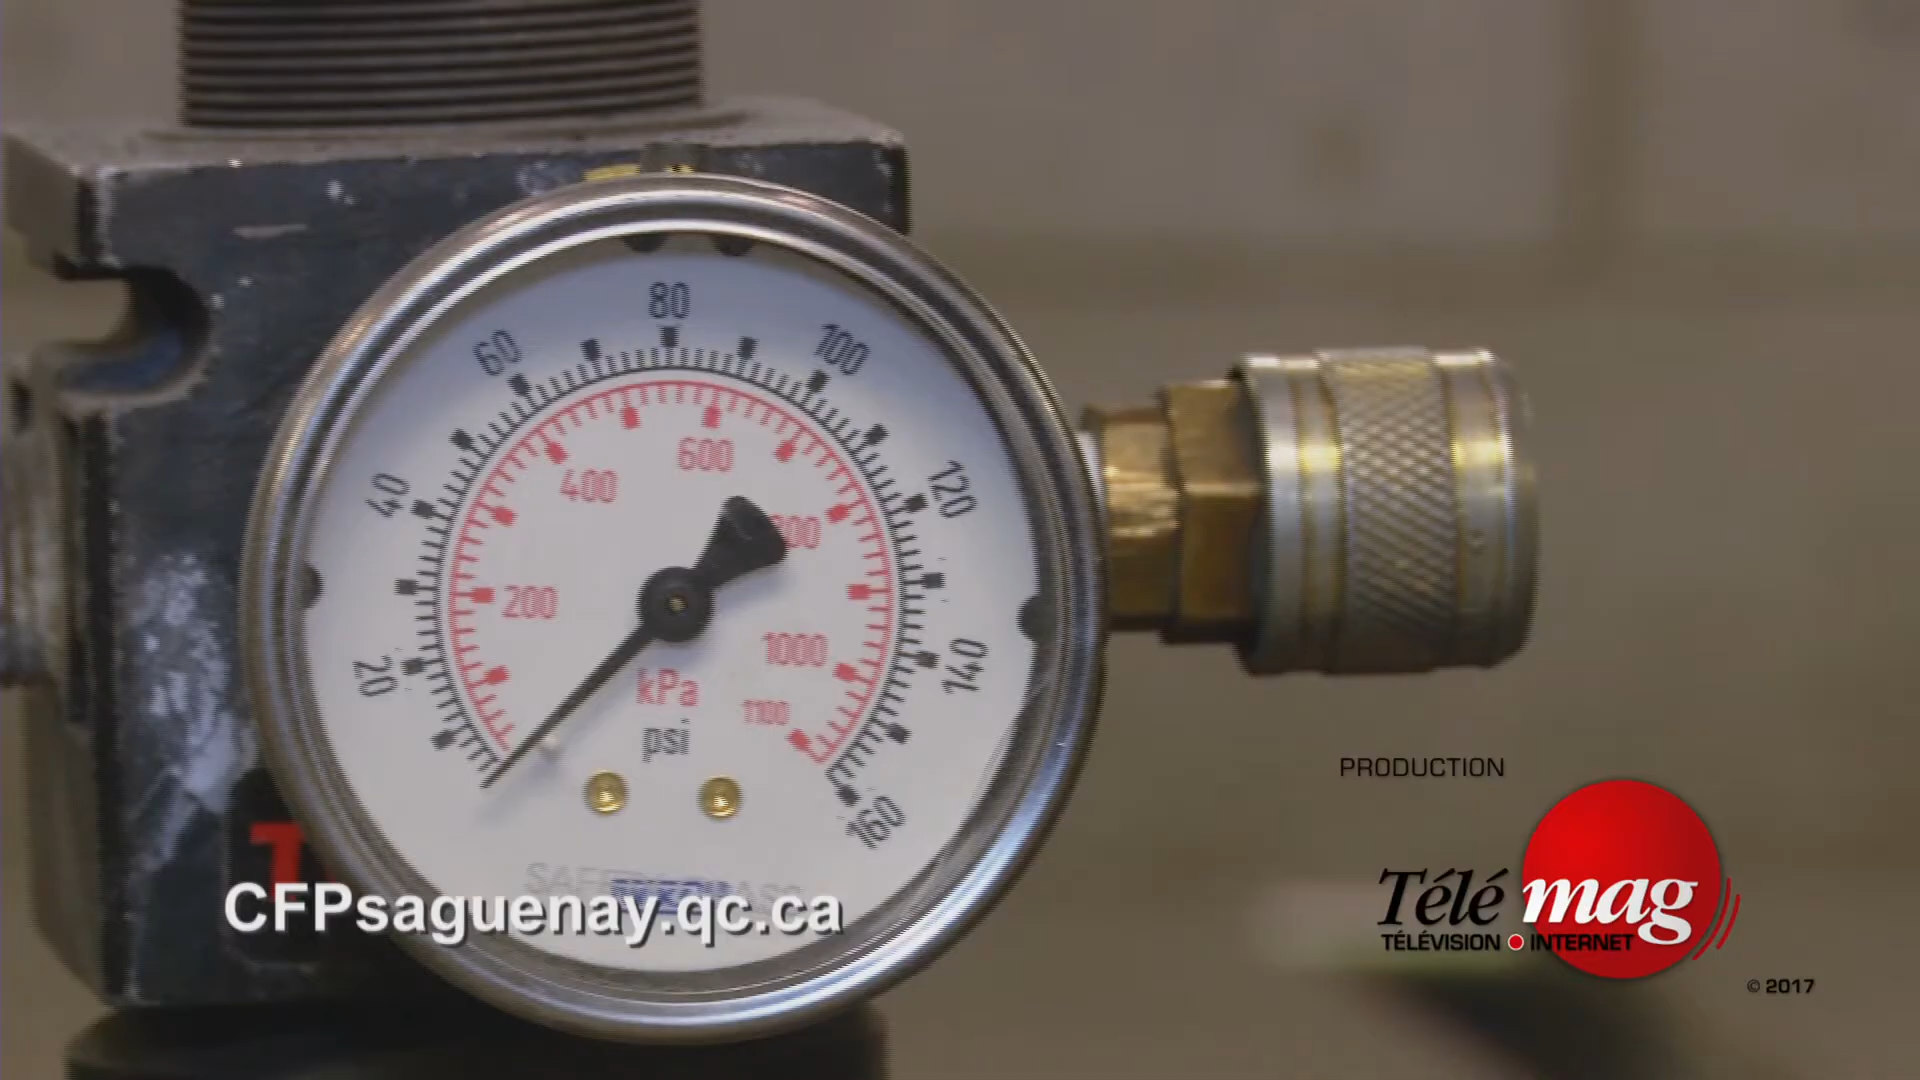 80
60
100
40
120
600
400
800
200
20
1000
140
kPa
1100
psi
160
CFPsaguenay.qc.ca
PRODUCTION
Télé mag
TÉLÉVISION • INTERNET
© 2017